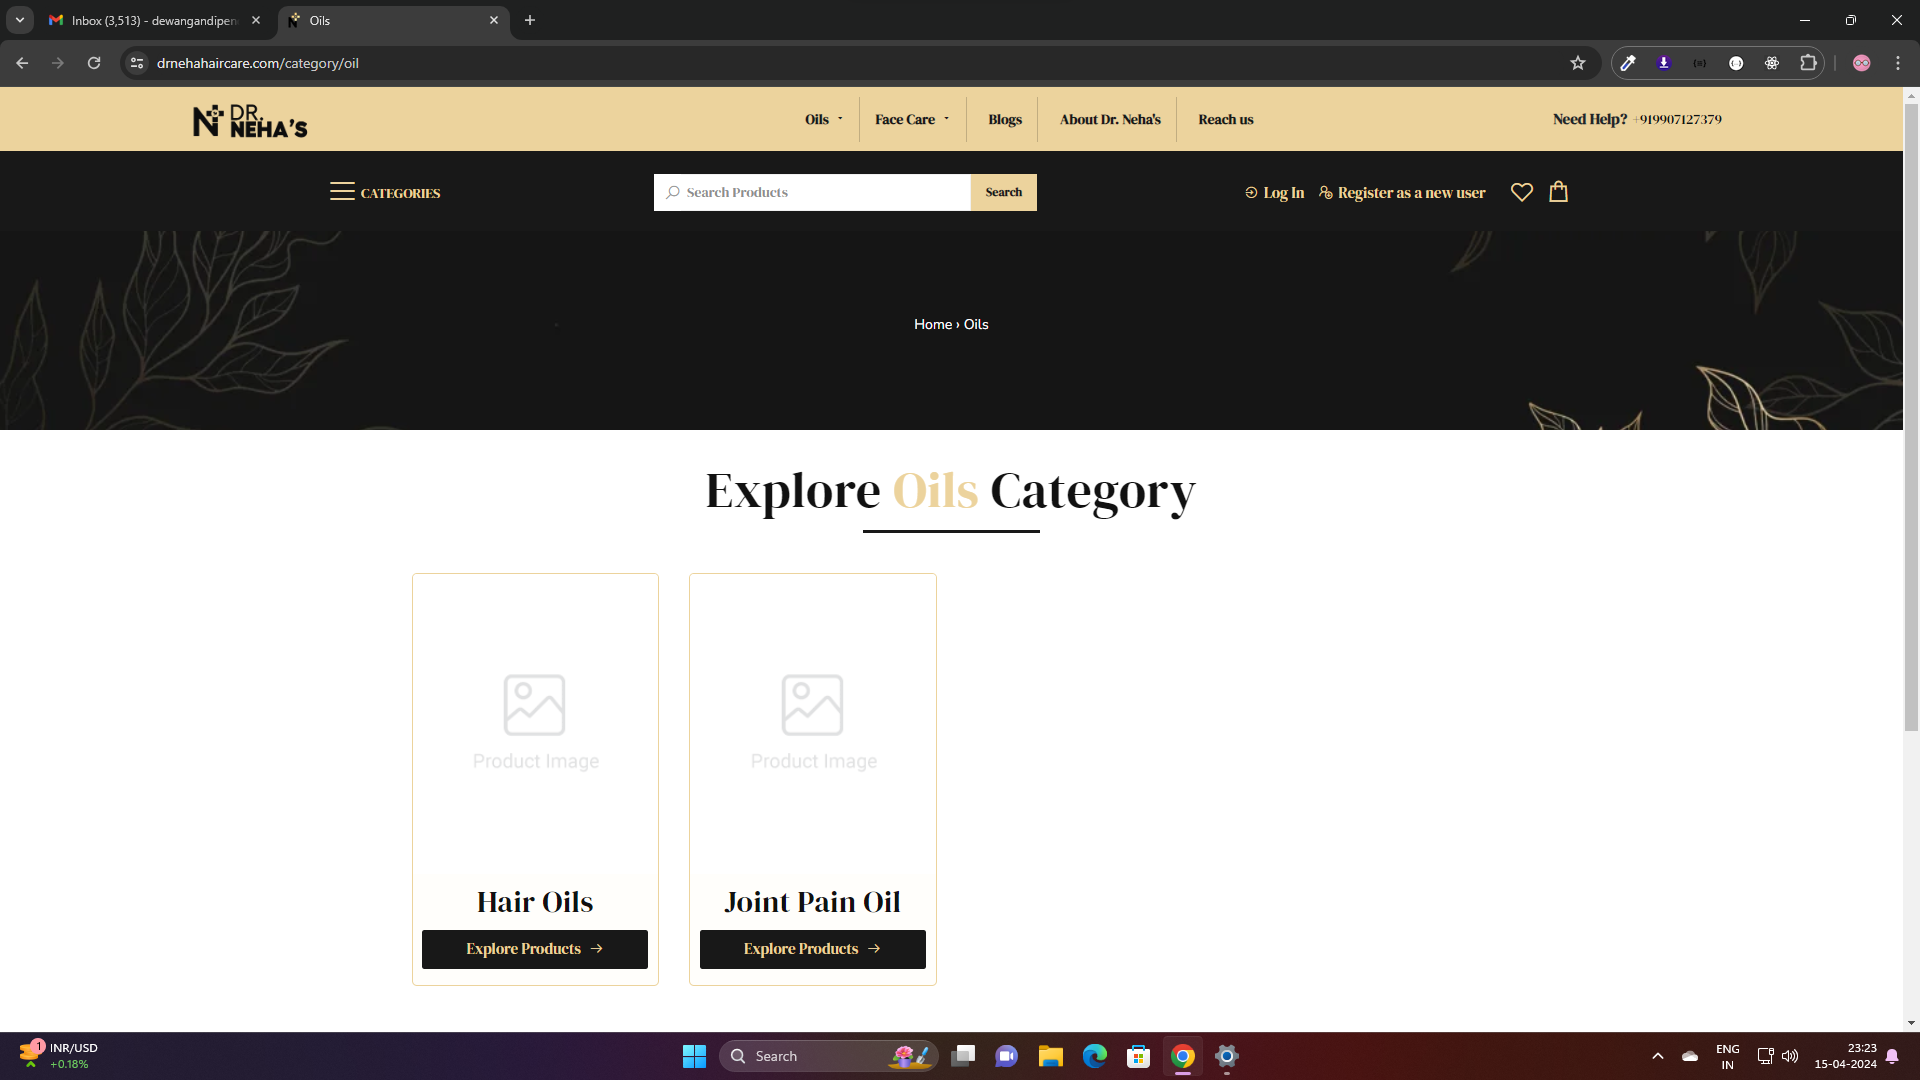 Inbox (3,513) - dewangandipen
Oils
drnehahaircare.com/category/oil
DR.
NEHA'S
Oils
Face Care
Blogs
About Dr. Neha's
Reach us
Need Help? +919907127379
CATEGORIES
Search Products
Search
Log In
Register as a new user
Home › Oils
Explore Oils Category
Product Image
Product Image
Hair Oils
Joint Pain Oil
Explore Products →
Explore Products →
1
INR/USD
+0.18%
Search
ENG
IN
23:23
15-04-2024